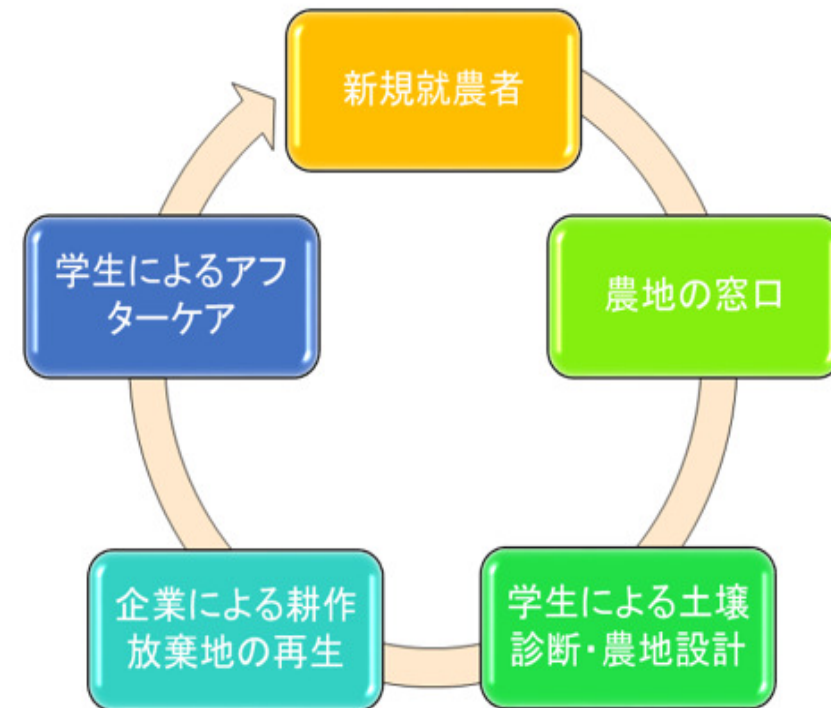 新規就農者
農地の窓口
学生による土壌
診断・農地設計
企業による耕作
放棄地の再生
学生によるアフ
ターケア